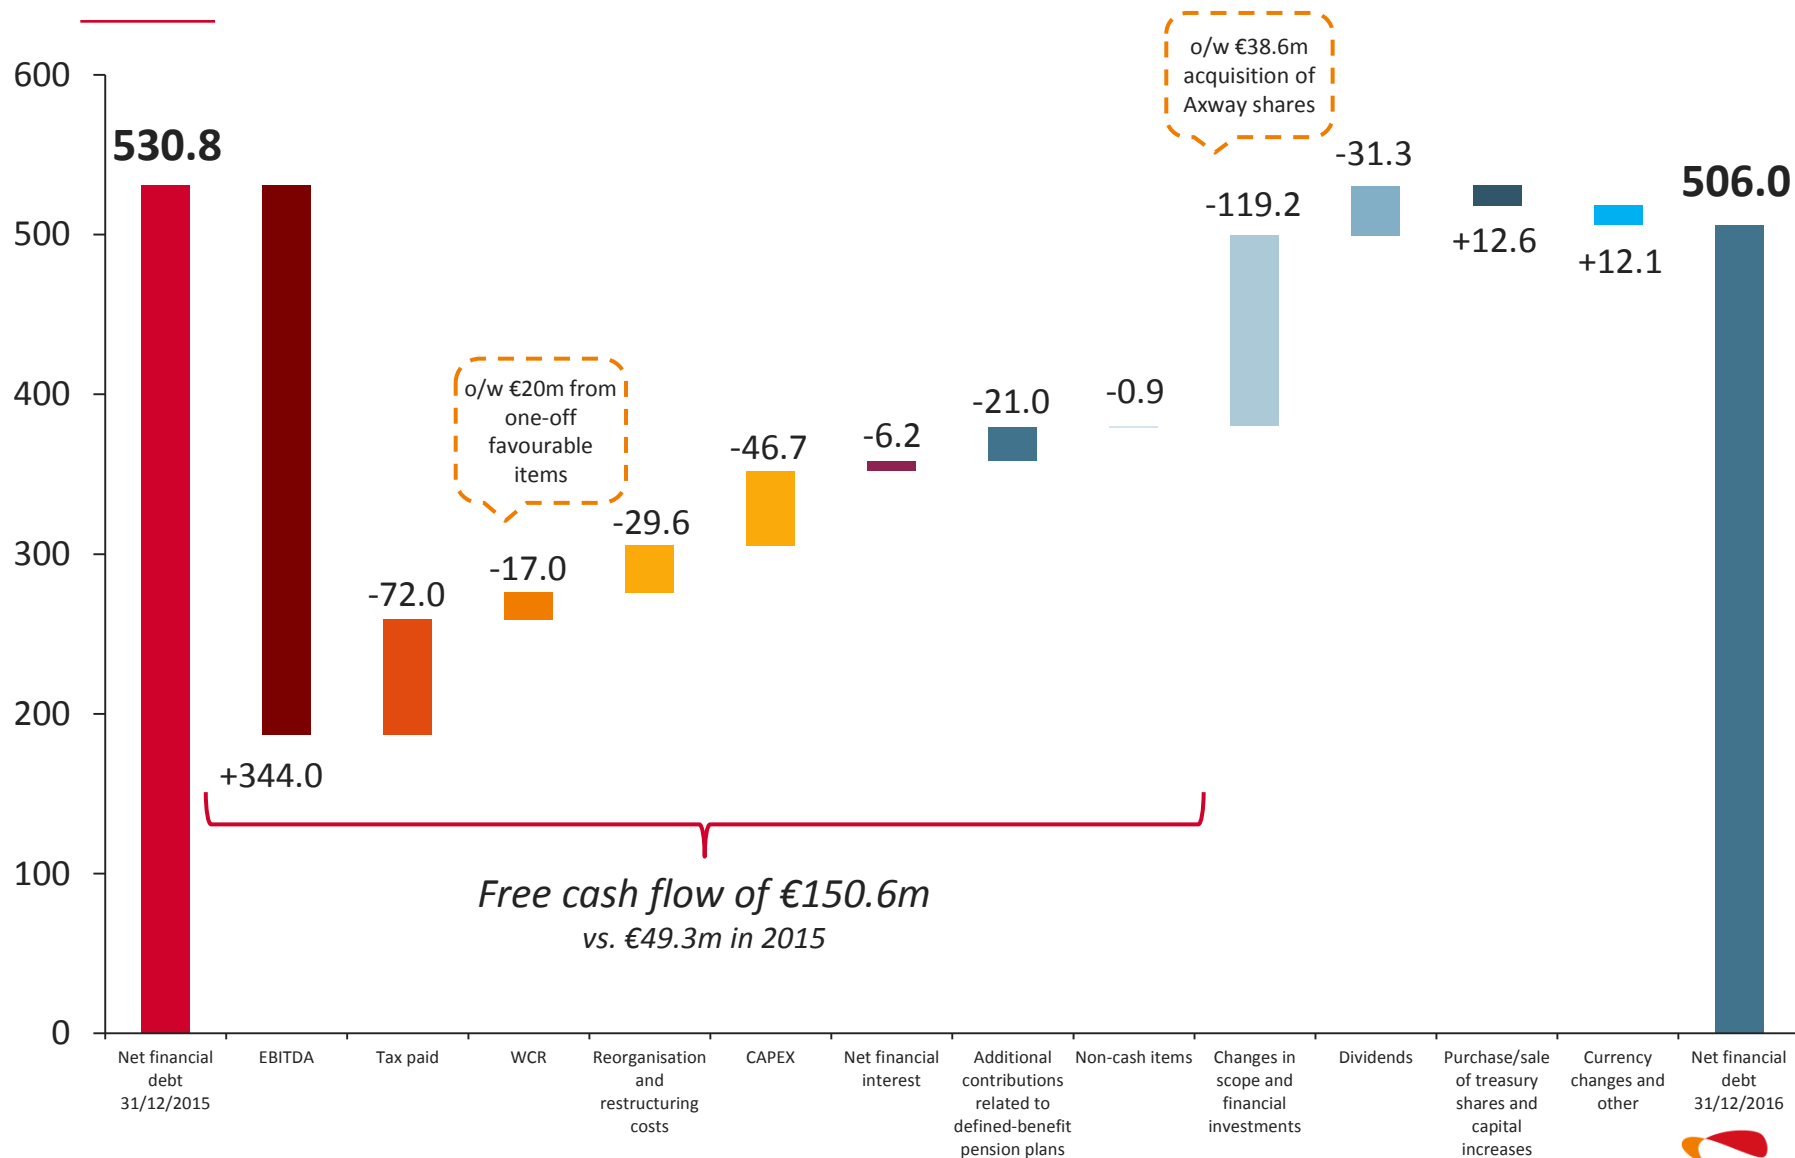 600
500
400
300
200
100
0
530.8
+344.0
-72.0
o/w €20m from
one-off
favourable
items
-17.0
-29.6
-46.7
-6.2
-21.0
-0.9
o/w €38.6m
acquisition of
Axway shares
-119.2
-31.3
+12.6
+12.1
506.0
Free cash flow of €150.6m
vs. €49.3m in 2015
Net financial
debt
31/12/2015
EBITDA
Tax paid
WCR
Reorganisation
and
restructuring
costs
CAPEX
Net financial
interest
Additional
contributions
related to
defined-benefit
pension plans
Non-cash items
Changes in
scope and
financial
investments
Dividends
Purchase/sale
of treasury
shares and
capital
increases
Currency
changes and
other
Net financial
debt
31/12/2016